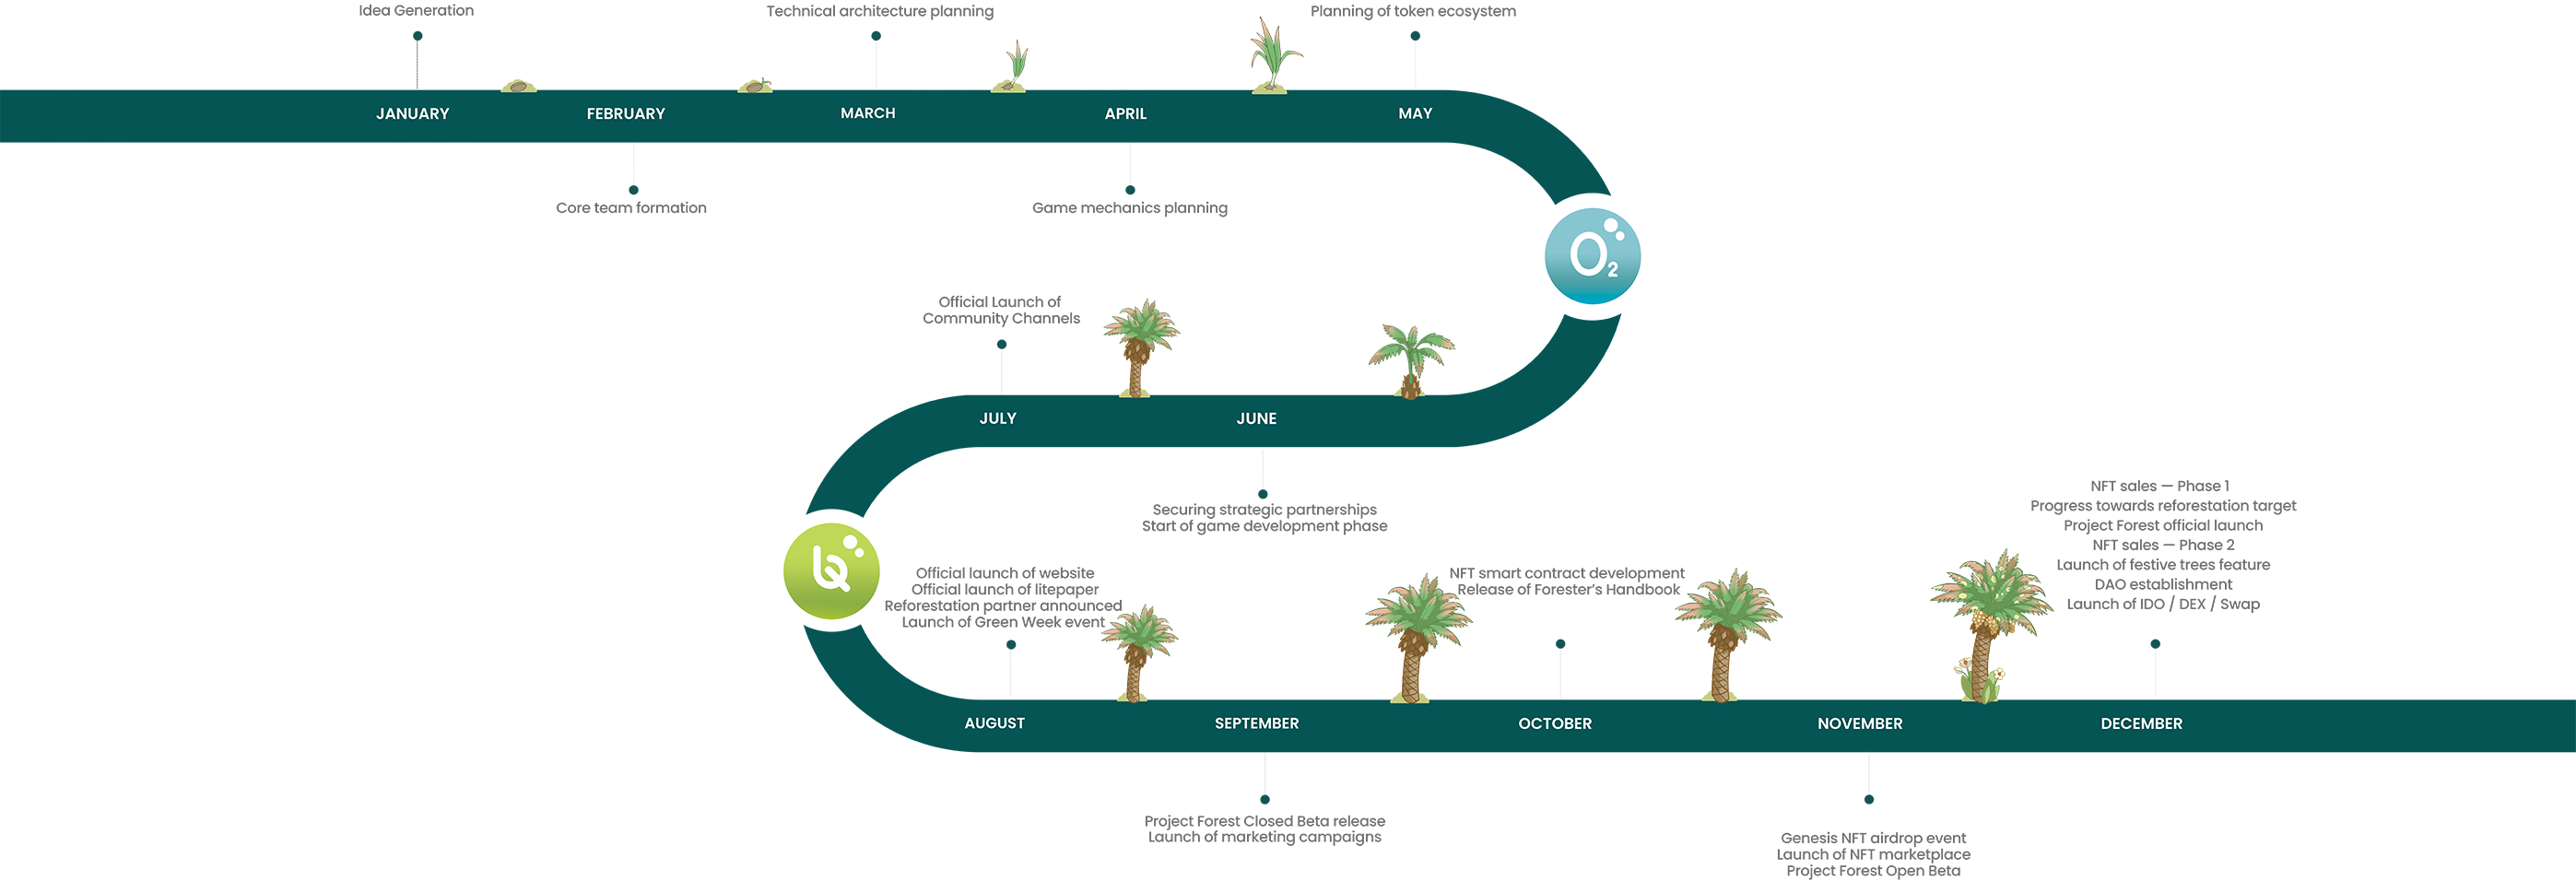 Idea Generation
Technical architecture planning
Planning of token ecosystem
JANUARY
FEBRUARY
MARCH
APRIL
MAY
Core team formation
Game mechanics planning
O2
Official Launch of
Community Channels
JULY
JUNE
Securing strategic partnerships
Start of game development phase
Official launch of website
Official launch of litepaper
Reforestation partner announced
Launch of Green Week event
NFT smart contract development
Release of Forester’s Handbook
NFT sales — Phase 1
Progress towards reforestation target
Project Forest official launch
NFT sales — Phase 2
Launch of festive trees feature
DAO establishment
Launch of IDO / DEX / Swap
AUGUST
SEPTEMBER
OCTOBER
NOVEMBER
DECEMBER
Project Forest Closed Beta release
Launch of marketing campaigns
Genesis NFT airdrop event
Launch of NFT marketplace
Project Forest Open Beta